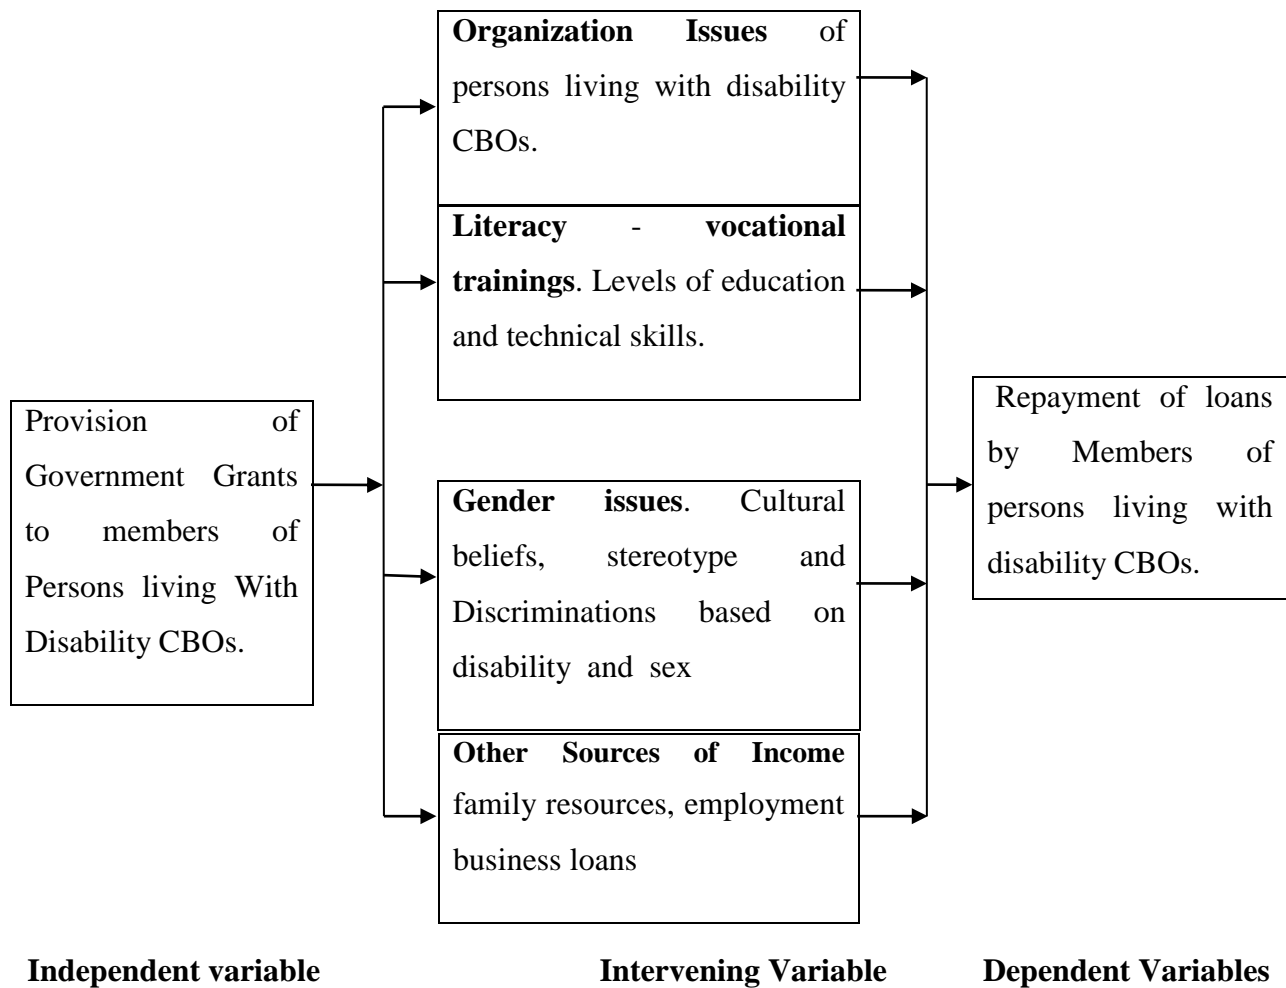 Organization Issues of
persons living with disability
CBOs.
Literacy - vocational
trainings. Levels of education
and technical skills.
Provision of
Government Grants
to members of
Persons living With
Disability CBOs.
Gender issues. Cultural
beliefs, stereotype and
Discriminations based on
disability and sex
Other Sources of Income
family resources, employment
business loans
Repayment of loans
by Members of
persons living with
disability CBOs.
Independent variable
Intervening Variable
Dependent Variables